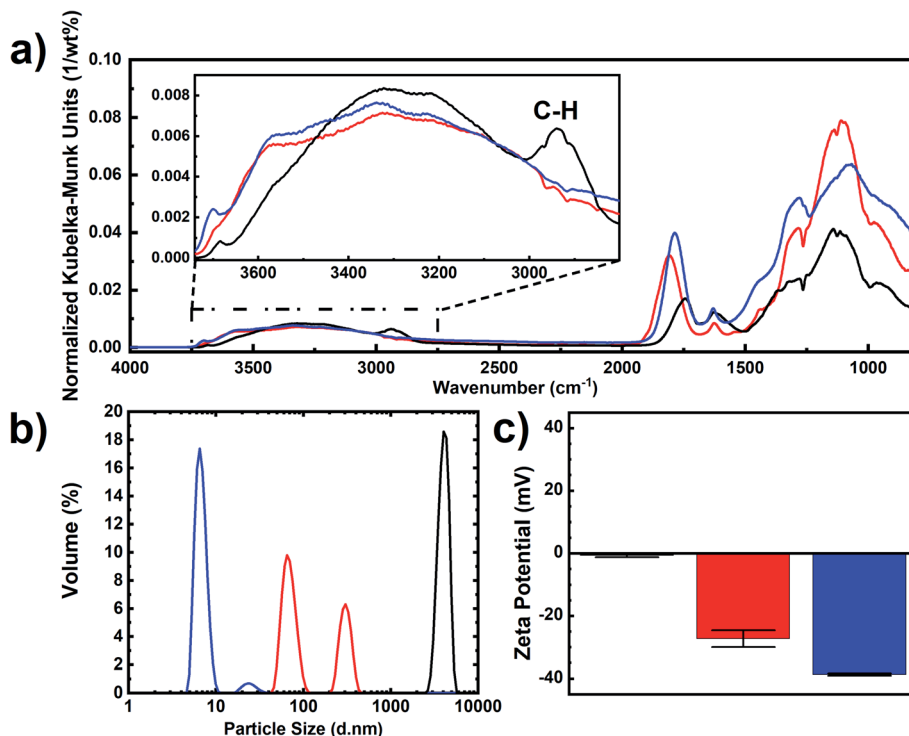 a)
Normalized Kubelka-Munk Units (1/wt%)
0.10
0.08
0.06
0.04
0.02
0.00
0.008
0.006
0.004
0.002
0.000
C-H
3600 3400 3200 3000
4000 3500 3000 2500 2000 1500 1000
Wavenumber (cm⁻¹)
b)
Volume (%)
20
18
16
14
12
10
8
6
4
2
0
1 10 100 1000 10000
Particle Size (d.nm)
c)
Zeta Potential (mV)
40
20
0
-20
-40